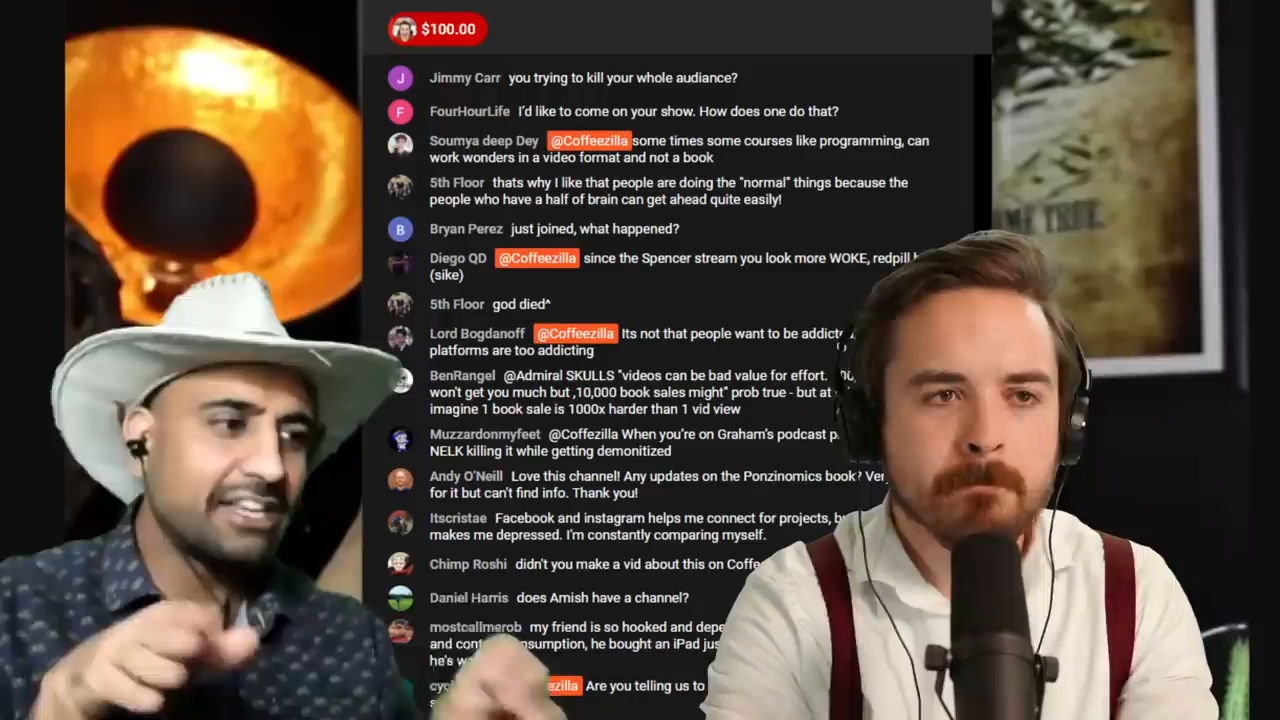 $100.00
J Jimmy Carr you trying to kill your whole audience?
F FourHourLife I'd like to come on your show. How does one do that?
Soumya deep Dey @Coffeezilla some times some courses like programming, can
work wonders in a video format and not a book
5th Floor thats why I like that people are doing the "normal" things because the
people who have a half of brain can get ahead quite easily!
B Bryan Perez just joined, what happened?
Diego QD @Coffeezilla since the Spencer stream you look more WOKE, redpill
(sike)
5th Floor god died^
Lord Bogdanoff @Coffeezilla Its not that people want to be
platforms are too addicting
BenRangel @Admiral SKULLS "videos can be bad value for effort.
won't get you much but ,10,000 book sales might" prob true - but at
imagine 1 book sale is 1000x harder than 1 vid view
Muzzardonmyfeet @Coffezilla When you're on Graham's podcast
NELK killing it while getting demonitized
Andy O'Neill Love this channel! Any updates on the Ponzinomics book?
for it but can't find info. Thank you!
Itscristae Facebook and instagram helps me connect for projects,
makes me depressed. I'm constantly comparing myself.
Chimp Roshi didn't you make a vid about this on
Daniel Harris does Amish have a channel?
mostcallmerob my friend is so hooked and
and he bought an iPad
he's
Are you telling us to
TRUE.